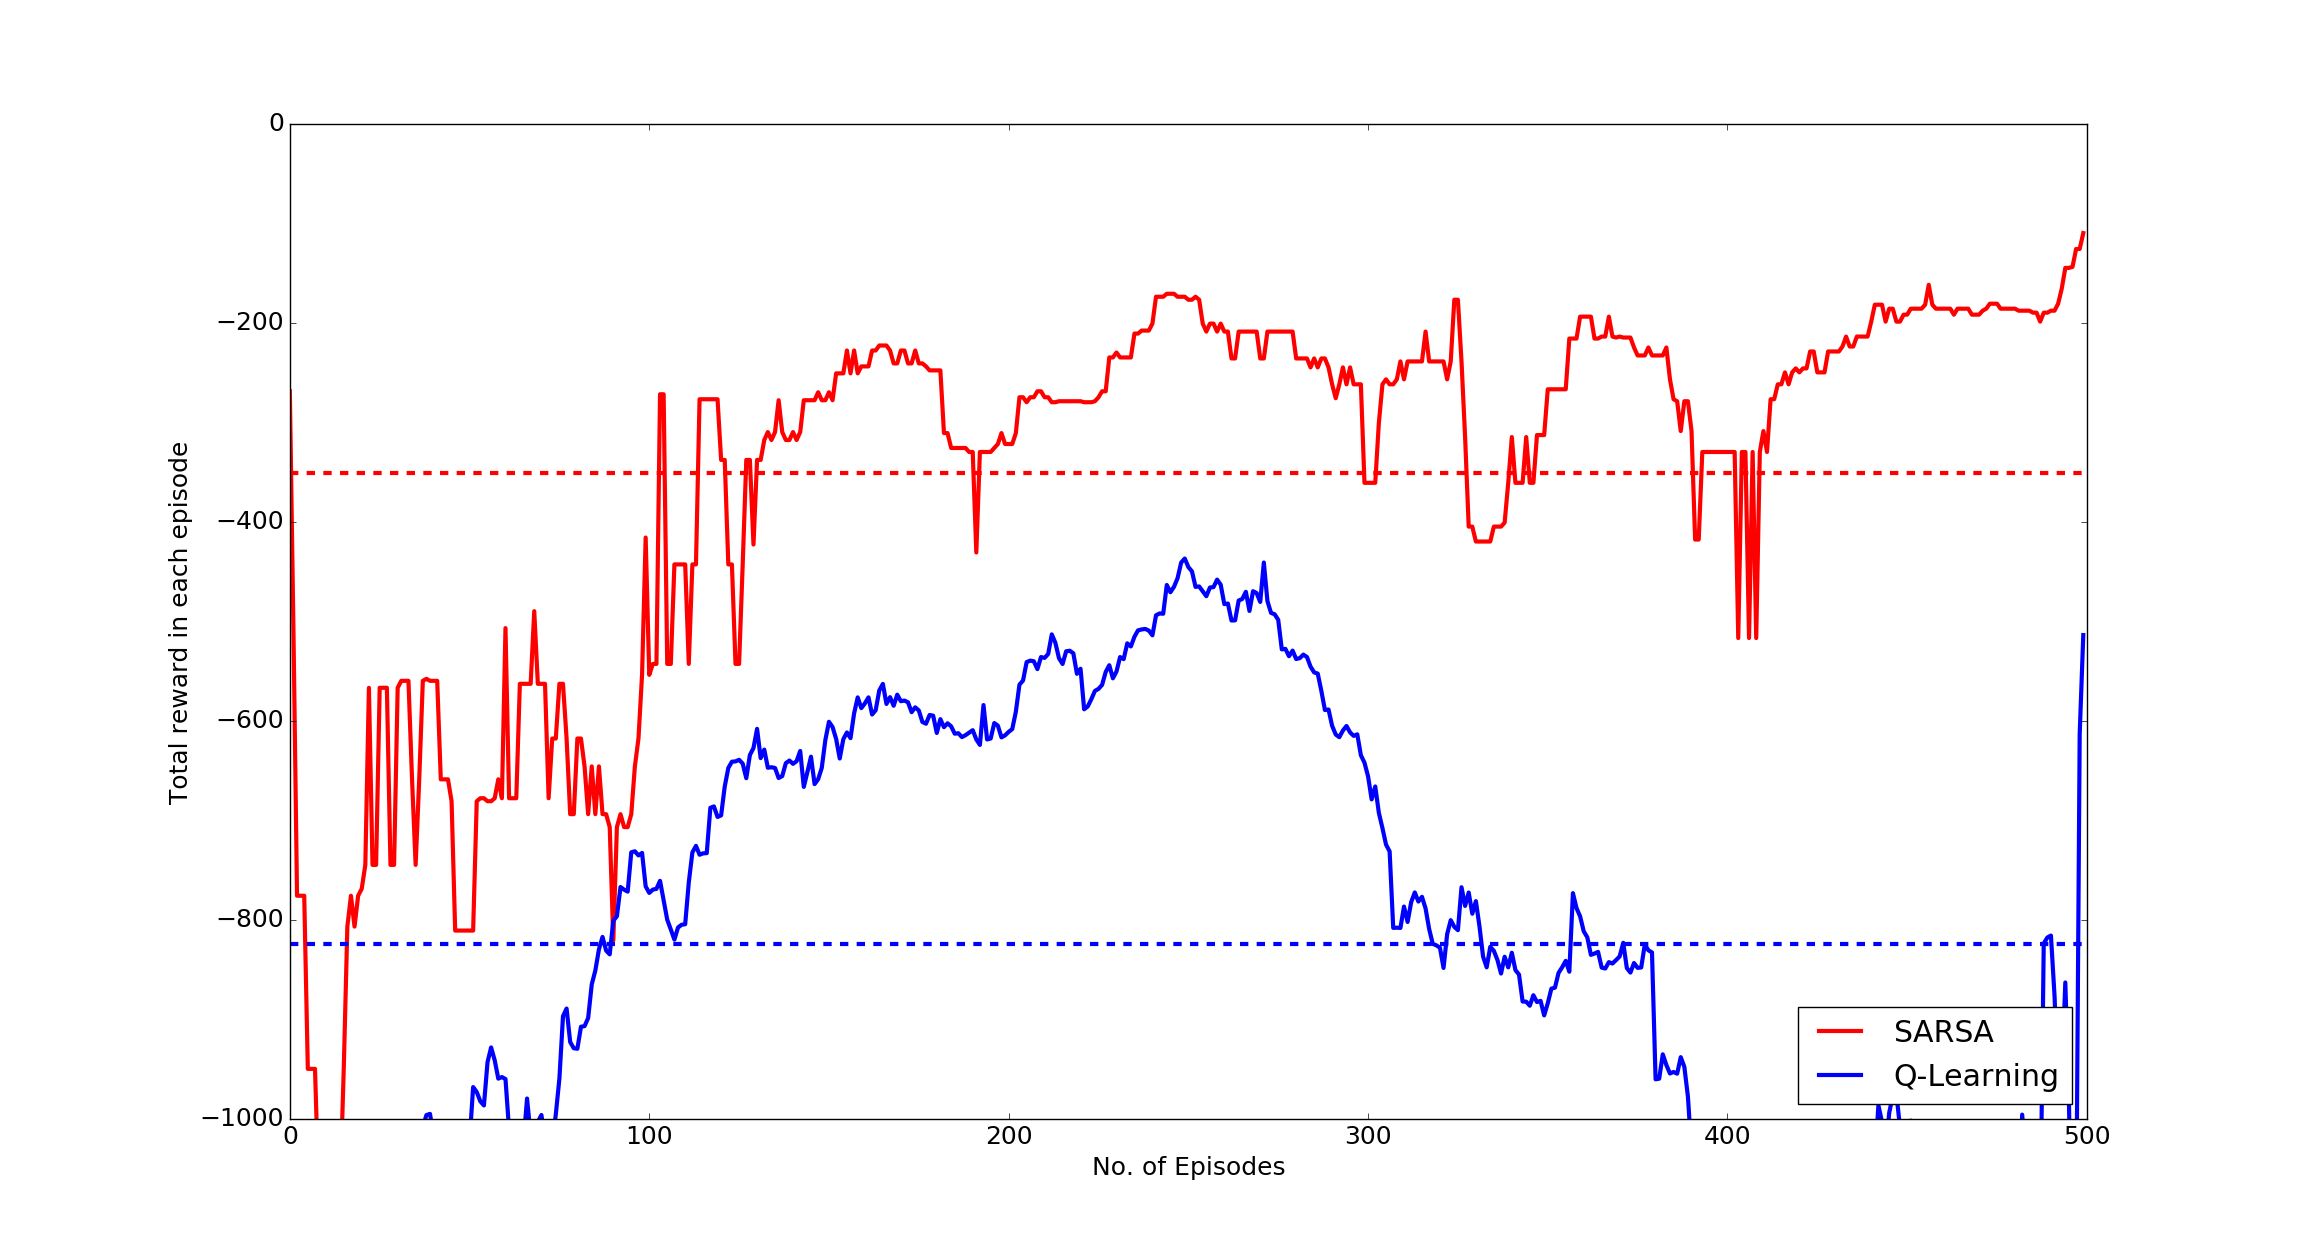 0
−200
−400
−600
−800
−1000
Total reward in each episode
0 100 200 300 400 500
No. of Episodes
SARSA
Q-Learning